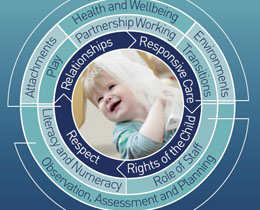 Health and Wellbeing
Partnership Working
Attachments
Play
Environments
Transitions
Relationships
Responsive Care
Respect
Rights of the Child
Literacy and Numeracy
Role of Staff
Observation, Assessment and Planning